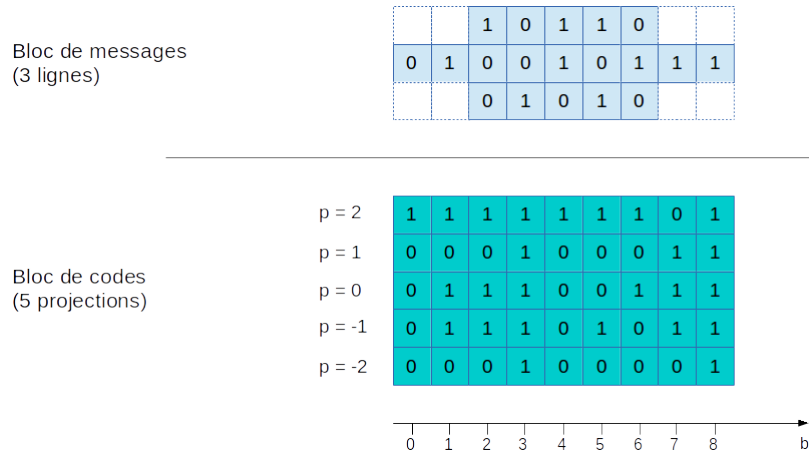 1 0 1 1 0
Bloc de messages
(3 lignes)
0 1 0 0 1 0 1 1 1
0 1 0 1 0
p = 2 1 1 1 1 1 1 1 0 1
p = 1 0 0 0 1 0 0 0 1 1
Bloc de codes
(5 projections)
p = 0 0 1 1 1 0 0 1 1 1
p = -1 0 1 1 1 0 1 0 1 1
p = -2 0 0 0 1 0 0 0 0 1
0 1 2 3 4 5 6 7 8 b